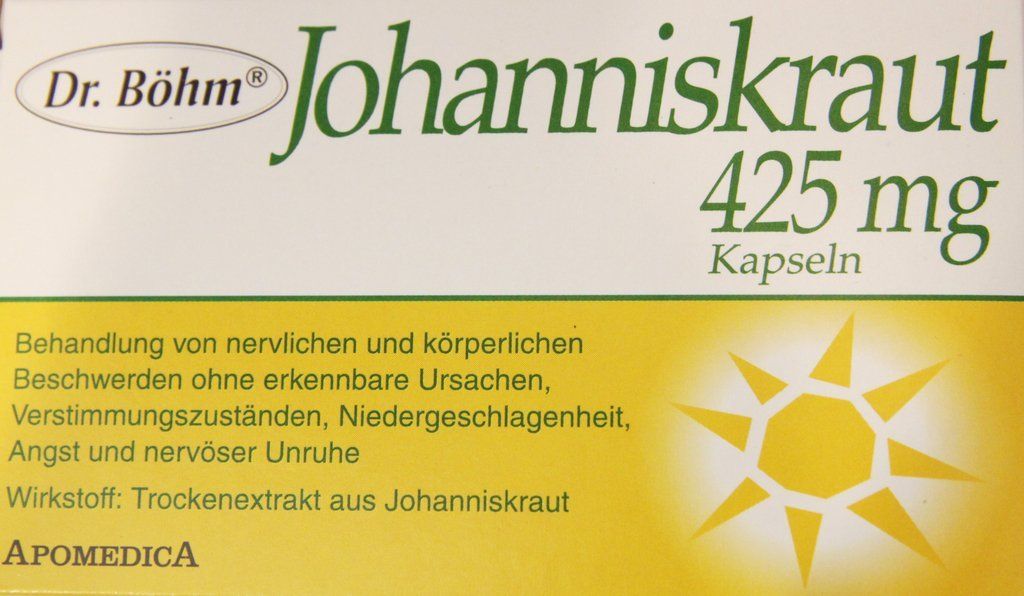 Dr. Böhm® Johanniskraut
425 mg
Kapseln
Behandlung von nervlichen und körperlichen
Beschwerden ohne erkennbare Ursachen,
Verstimmungszuständen, Niedergeschlagenheit,
Angst und nervöser Unruhe
Wirkstoff: Trockenextrakt aus Johanniskraut
APOMEDICA